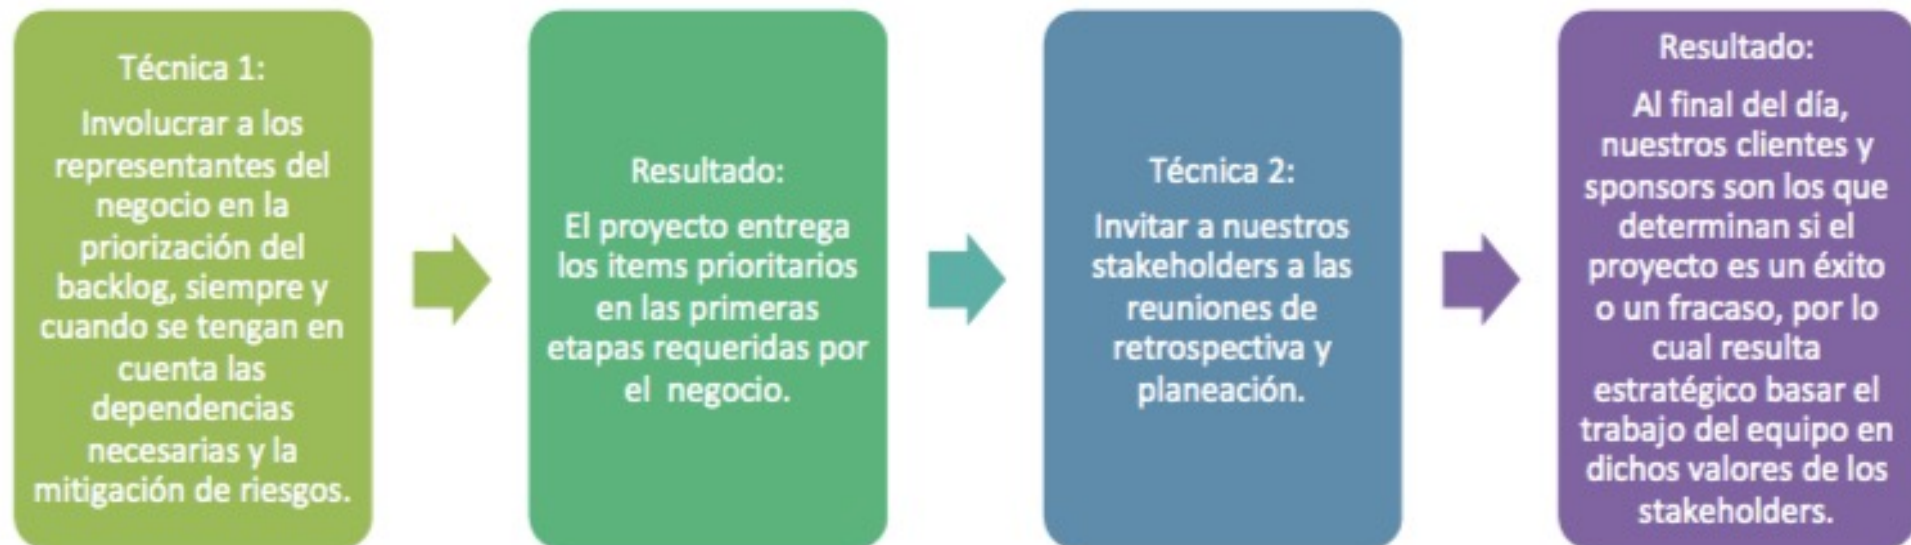 Técnica 1:
Involucrar a los
representantes del
negocio en la
priorización del
backlog, siempre y
cuando se tengan en
cuenta las
dependencias
necesarias y la
mitigación de riesgos.
Resultado:
El proyecto entrega
los items prioritarios
en las primeras
etapas requeridas por
el negocio.
Técnica 2:
Invitar a nuestros
stakeholders a las
reuniones de
retrospectiva y
planeación.
Resultado:
Al final del día,
nuestros clientes y
sponsors son los que
determinan si el
proyecto es un éxito
o un fracaso, por lo
cual resulta
estratégico basar el
trabajo del equipo en
dichos valores de los
stakeholders.